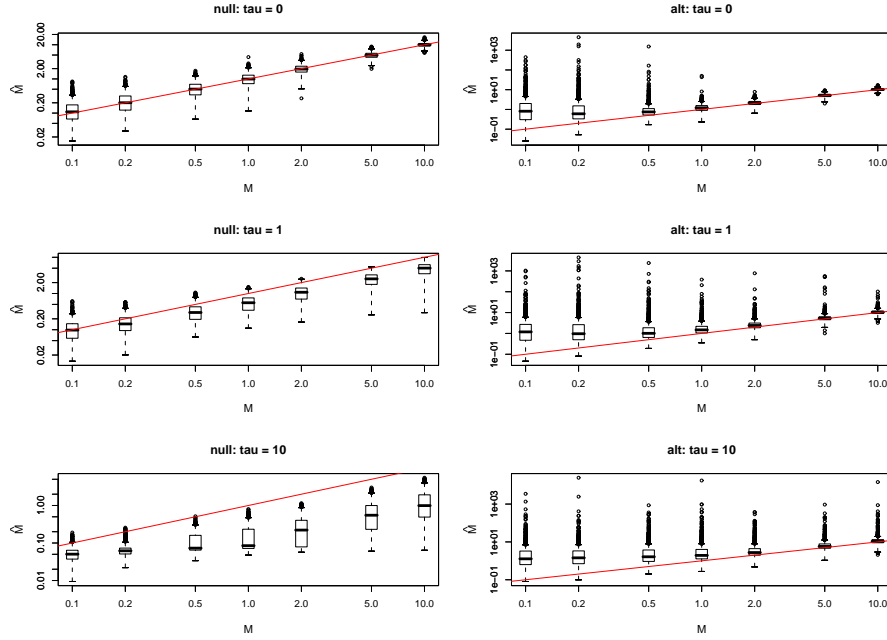 null: tau = 0
M̂
20.00
2.00
0.20
0.02
0.1 0.2 0.5 1.0 2.0 5.0 10.0
M
alt: tau = 0
M̂
1e+03
1e+01
1e−01
0.1 0.2 0.5 1.0 2.0 5.0 10.0
M
null: tau = 1
M̂
2.00
0.20
0.02
0.1 0.2 0.5 1.0 2.0 5.0 10.0
M
alt: tau = 1
M̂
1e+03
1e+01
1e−01
0.1 0.2 0.5 1.0 2.0 5.0 10.0
M
null: tau = 10
M̂
1.00
0.10
0.01
0.1 0.2 0.5 1.0 2.0 5.0 10.0
M
alt: tau = 10
M̂
1e+03
1e+01
1e−01
0.1 0.2 0.5 1.0 2.0 5.0 10.0
M